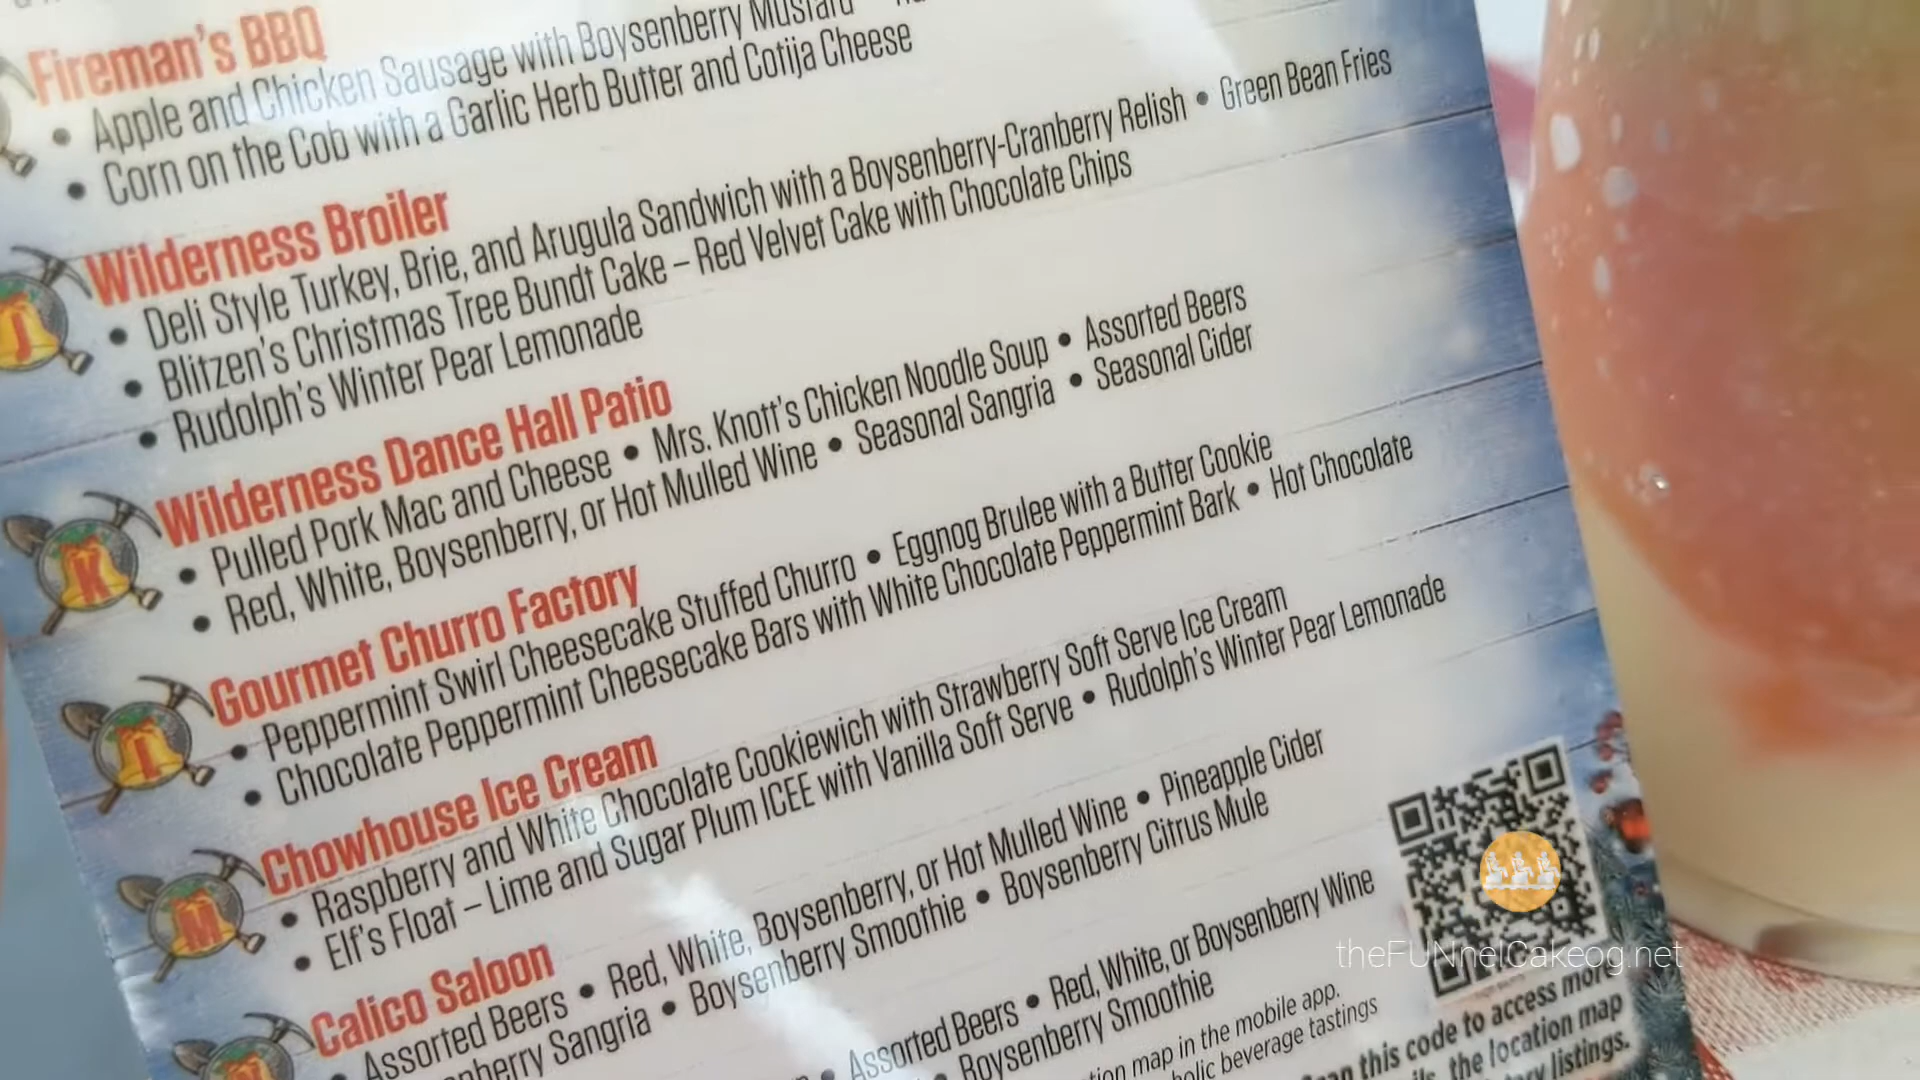 Fireman's BBQ
• Apple and Chicken Sausage with Boysenberry Mustard
• Corn on the Cob with a Garlic Herb Butter and Cotija Cheese
J
Wilderness Broiler
• Deli Style Turkey, Brie, and Arugula Sandwich with a Boysenberry-Cranberry Relish • Green Bean Fries
• Blitzen's Christmas Tree Bundt Cake – Red Velvet Cake with Chocolate Chips
• Rudolph's Winter Pear Lemonade
K
Wilderness Dance Hall Patio
• Pulled Pork Mac and Cheese • Mrs. Knott's Chicken Noodle Soup • Assorted Beers
• Red, White, Boysenberry, or Hot Mulled Wine • Seasonal Sangria • Seasonal Cider
L
Gourmet Churro Factory
• Peppermint Swirl Cheesecake Stuffed Churro • Eggnog Brulee with a Butter Cookie
• Chocolate Peppermint Cheesecake Bars with White Chocolate Peppermint Bark • Hot Chocolate
M
Chowhouse Ice Cream
• Raspberry and White Chocolate Cookiewich with Strawberry Soft Serve Ice Cream
• Elf's Float – Lime and Sugar Plum ICEE with Vanilla Soft Serve • Rudolph's Winter Pear Lemonade
N
Calico Saloon
• Assorted Beers • Red, White, Boysenberry, or Hot Mulled Wine • Pineapple Cider
Sangria • Boysenberry Smoothie • Boysenberry Citrus Mule
• Assorted Beers • Red, White, or Boysenberry Wine
Boysenberry Smoothie
map in the mobile app.
beverage tastings
this code to access more
the location map
listings.
theFUNnelCakeog.net